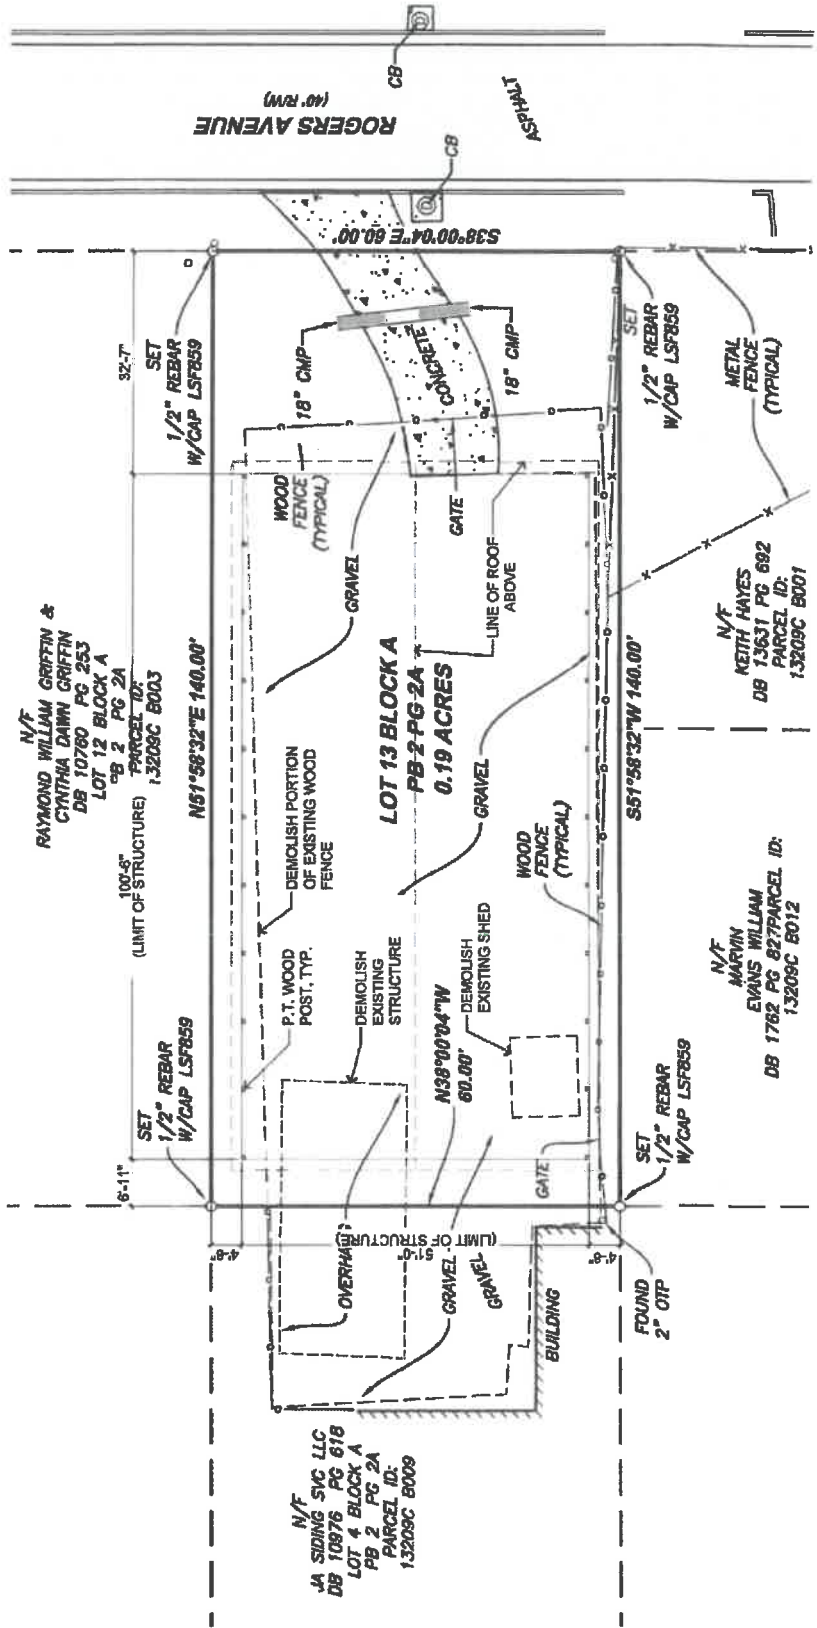 ROGERS AVENUE
(40' R/W)
CB
CB
ASPHALT
S38°00'04"E 60.00'
SET
1/2" REBAR
W/CAP LSF859
32'-7"
18" CMP
CONCRETE
18" CMP
SET
1/2" REBAR
W/CAP LSF859
METAL
FENCE
(TYPICAL)
WOOD
FENCE
(TYPICAL)
GATE
GRAVEL
LINE OF ROOF
ABOVE
N/F
RAYMOND WILLIAM GRIFFIN &
CYNTHIA DAWN GRIFFIN
DB 10760 PG 253
LOT 12 BLOCK A
PB 2 PG 2A
PARCEL ID:
13209C B003
100'-6"
(LIMIT OF STRUCTURE)
N51°58'32"E 140.00'
LOT 13 BLOCK A
PB 2 PG 2A
0.19 ACRES
GRAVEL
S51°58'32"W 140.00'
N/F
KEITH HAYES
DB 13631 PG 692
PARCEL ID:
13209C B001
DEMOLISH PORTION
OF EXISTING WOOD
FENCE
P.T. WOOD
POST, TYP.
DEMOLISH
EXISTING
STRUCTURE
DEMOLISH
EXISTING SHED
WOOD
FENCE
(TYPICAL)
N/F
MARVIN
EVANS WILLIAM
DB 1762 PG 827PARCEL ID:
13209C B012
N38°00'04"W
60.00'
SET
1/2" REBAR
W/CAP LSF859
6'-11"
GATE
SET
1/2" REBAR
W/CAP LSF859
51'-0"
(LIMIT OF STRUCTURE)
GRAVEL
GRAVEL
BUILDING
FOUND
2" OTP
N/F
JA SIDING SVC LLC
DB 10976 PG 618
LOT 4 BLOCK A
PB 2 PG 2A
PARCEL ID:
13209C B009